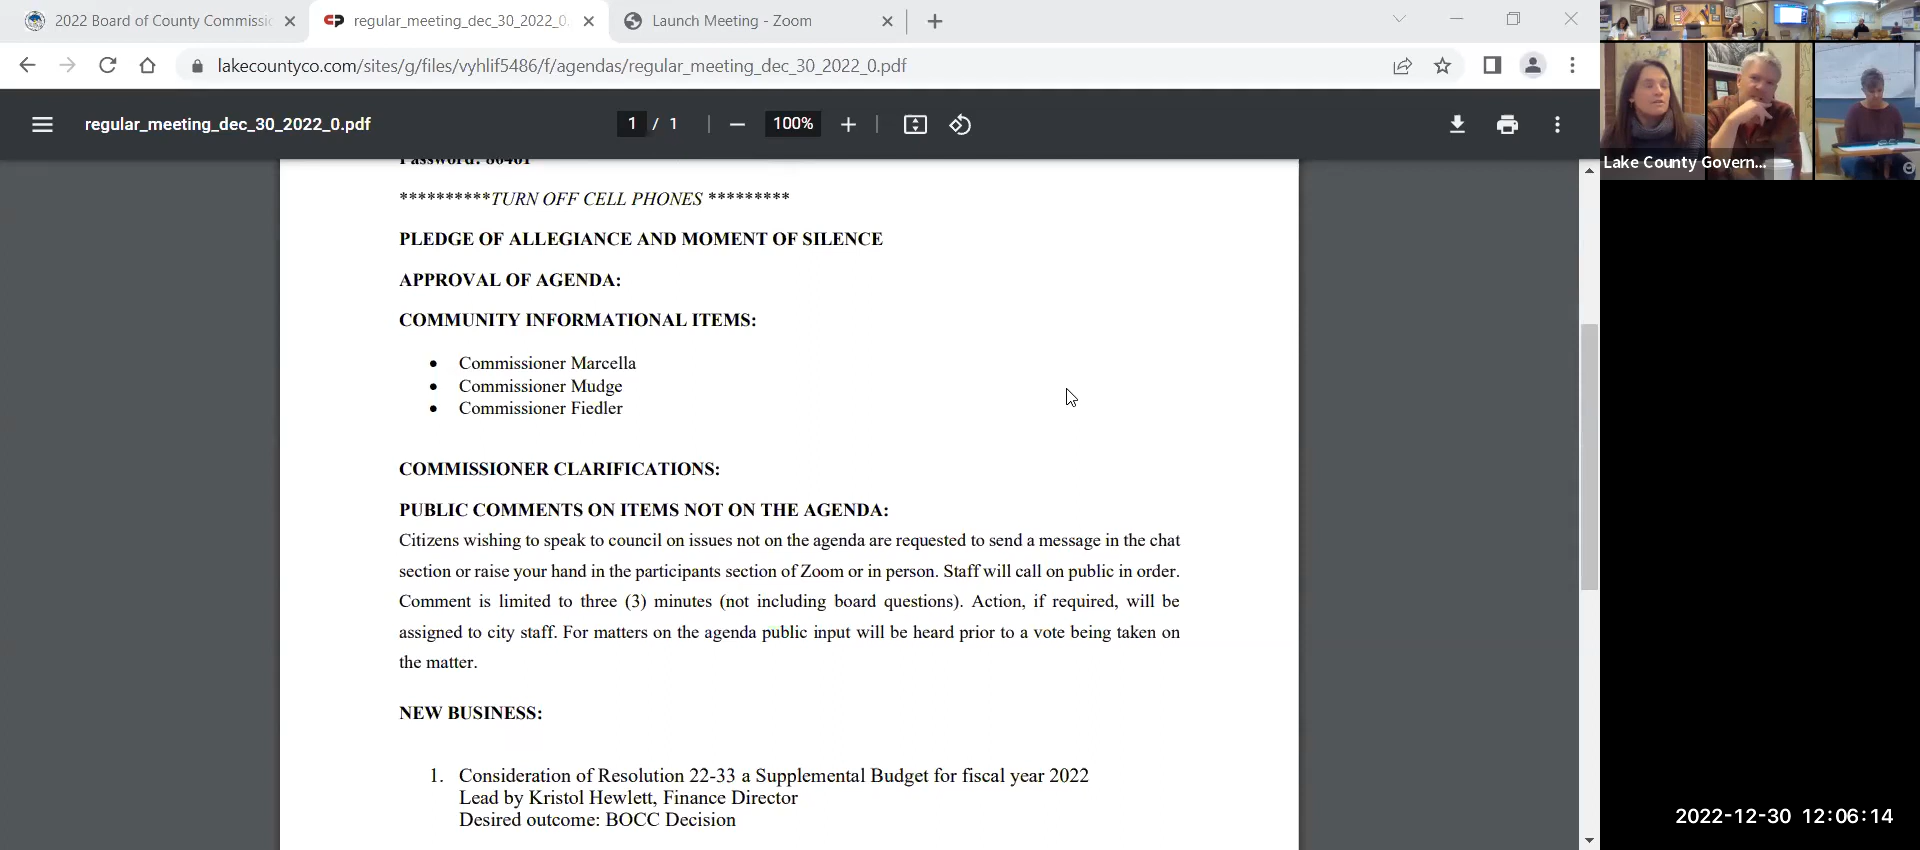 2022 Board of County Commissi
regular_meeting_dec_30_2022_0.
Launch Meeting - Zoom
lakecountyco.com/sites/g/files/vyhlif5486/f/agendas/regular_meeting_dec_30_2022_0.pdf
regular_meeting_dec_30_2022_0.pdf
1 / 1
100%
Lake County Govern...
Password: 80461
**********TURN OFF CELL PHONES *********
PLEDGE OF ALLEGIANCE AND MOMENT OF SILENCE
APPROVAL OF AGENDA:
COMMUNITY INFORMATIONAL ITEMS:
• Commissioner Marcella
• Commissioner Mudge
• Commissioner Fiedler
COMMISSIONER CLARIFICATIONS:
PUBLIC COMMENTS ON ITEMS NOT ON THE AGENDA:
Citizens wishing to speak to council on issues not on the agenda are requested to send a message in the chat
section or raise your hand in the participants section of Zoom or in person. Staff will call on public in order.
Comment is limited to three (3) minutes (not including board questions). Action, if required, will be
assigned to city staff. For matters on the agenda public input will be heard prior to a vote being taken on
the matter.
NEW BUSINESS:
1. Consideration of Resolution 22-33 a Supplemental Budget for fiscal year 2022
Lead by Kristol Hewlett, Finance Director
Desired outcome: BOCC Decision
2022-12-30 12:06:14